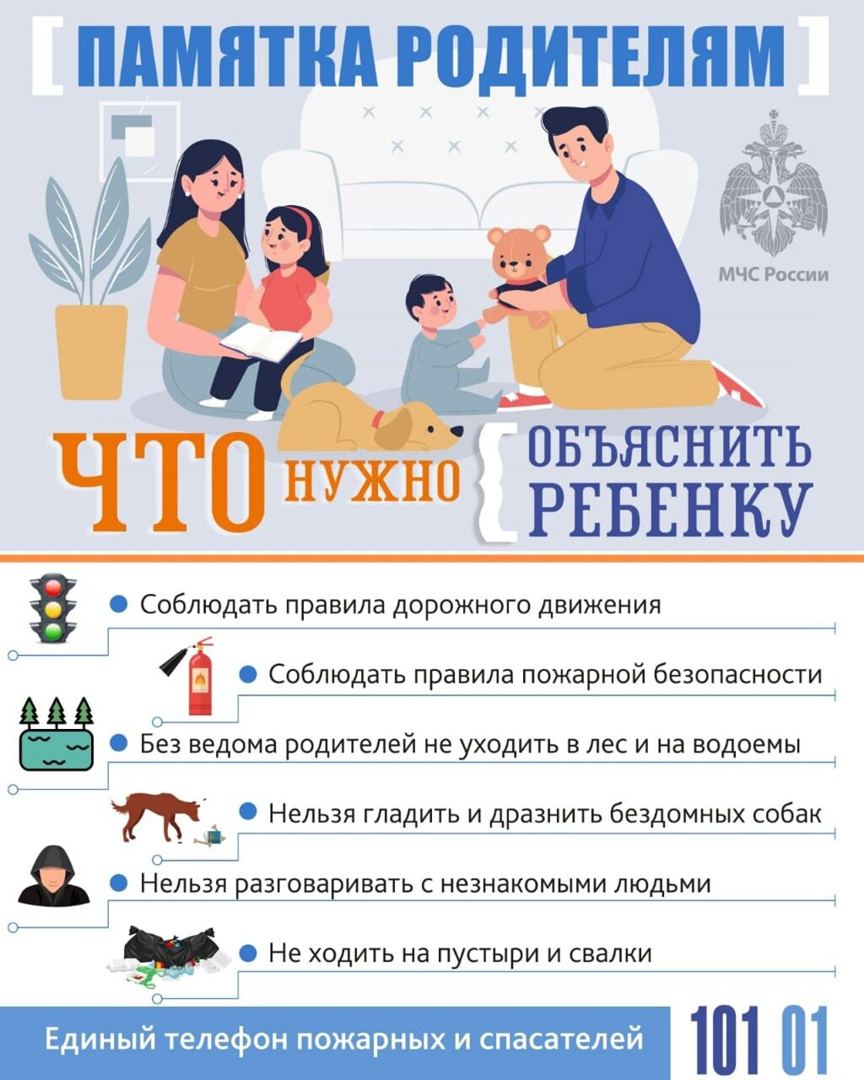 [ ПАМЯТКА РОДИТЕЛЯМ ]
МЧС России
ЧТО НУЖНО { ОБЪЯСНИТЬ
РЕБЕНКУ
Соблюдать правила дорожного движения
Соблюдать правила пожарной безопасности
Без ведома родителей не уходить в лес и на водоемы
Нельзя гладить и дразнить бездомных собак
Нельзя разговаривать с незнакомыми людьми
Не ходить на пустыри и свалки
Единый телефон пожарных и спасателей 101 01